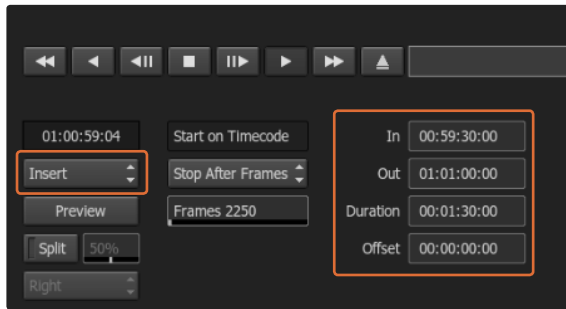 01:00:59:04 Start on Timecode In 00:59:30:00
Insert Stop After Frames Out 01:01:00:00
Preview Frames 2250 Duration 00:01:30:00
Split 50% Offset 00:00:00:00
Right